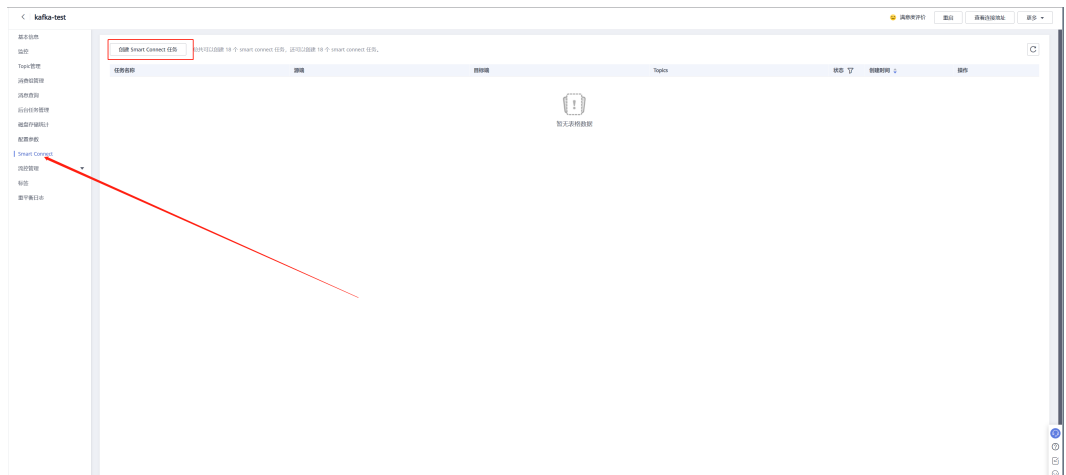 kafka-test
满意度评价
重启
查看连接地址
更多
基本信息
监控
Topic管理
消费组管理
消息查询
后台任务管理
磁盘存储统计
配置参数
Smart Connect
流控管理
标签
重平衡日志
创建 Smart Connect 任务
总共可以创建 18 个 smart connect 任务，还可以创建 18 个 smart connect 任务。
任务名称
源端
目标端
Topics
状态
创建时间
操作
暂无表格数据